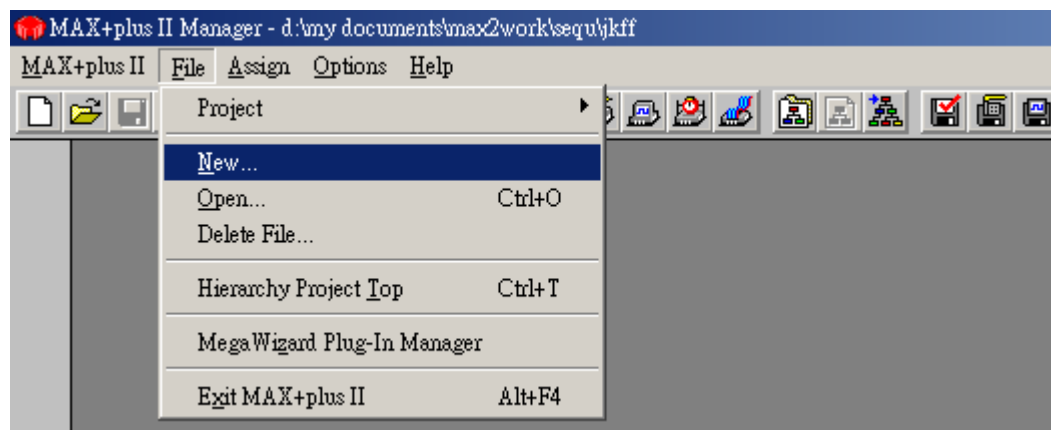 MAX+plus II Manager - d:\my documents\max2work\sequ\jkff
MAX+plus II File Assign Options Help
Project
New...
Open... Ctrl+O
Delete File...
Hierarchy Project Top Ctrl+T
MegaWizard Plug-In Manager
Exit MAX+plus II Alt+F4